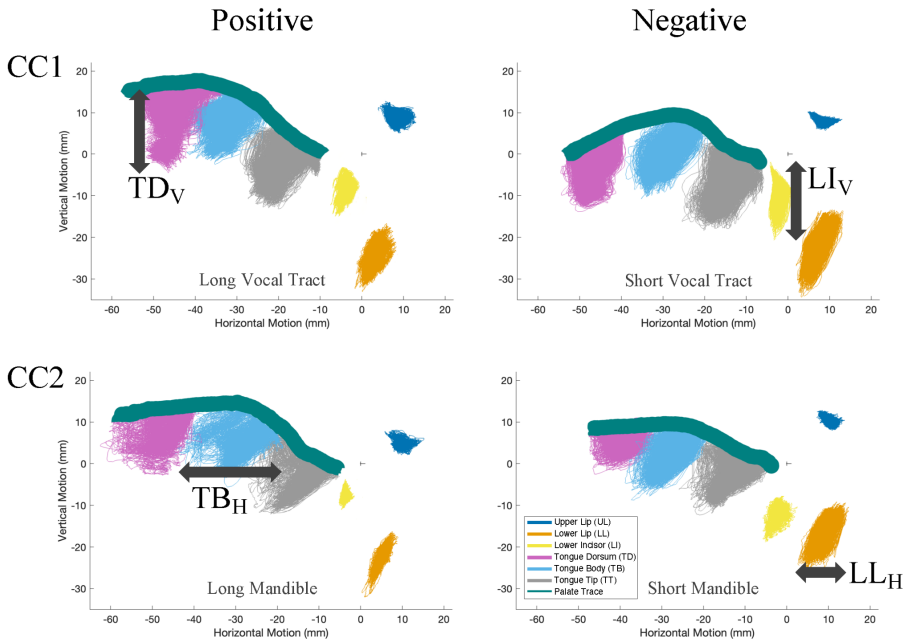 Positive
Negative
CC1
20
10
0
-10
-20
-30
Vertical Motion (mm)
TD_V
Long Vocal Tract
-60 -50 -40 -30 -20 -10 0 10 20
Horizontal Motion (mm)
20
10
0
-10
-20
-30
LI_V
Short Vocal Tract
-60 -50 -40 -30 -20 -10 0 10 20
Horizontal Motion (mm)
CC2
20
10
0
-10
-20
-30
Vertical Motion (mm)
TB_H
Long Mandible
-60 -50 -40 -30 -20 -10 0 10 20
Horizontal Motion (mm)
20
10
0
-10
-20
-30
Upper Lip (UL)
Lower Lip (LL)
Lower Incisor (LI)
Tongue Dorsum (TD)
Tongue Body (TB)
Tongue Tip (TT)
Palate Trace
LL_H
Short Mandible
-60 -50 -40 -30 -20 -10 0 10 20
Horizontal Motion (mm)